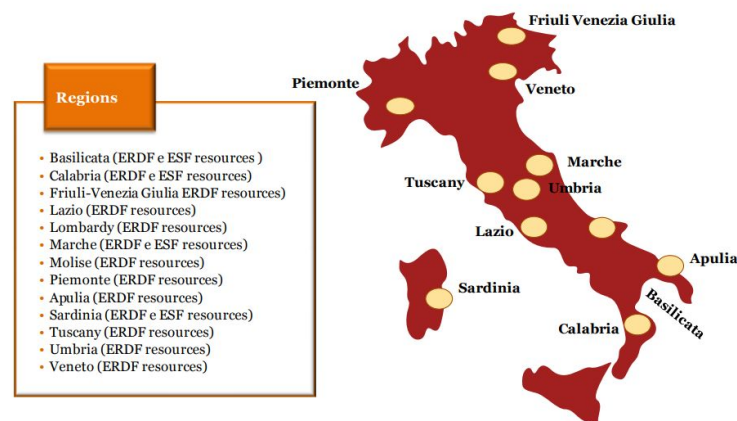 Regions
• Basilicata (ERDF e ESF resources )
• Calabria (ERDF e ESF resources)
• Friuli-Venezia Giulia ERDF resources)
• Lazio (ERDF resources)
• Lombardy (ERDF resources)
• Marche (ERDF e ESF resources)
• Molise (ERDF resources)
• Piemonte (ERDF resources)
• Apulia (ERDF resources)
• Sardinia (ERDF e ESF resources)
• Tuscany (ERDF resources)
• Umbria (ERDF resources)
• Veneto (ERDF resources)
Friuli Venezia Giulia
Piemonte
Veneto
Marche
Tuscany
Umbria
Lazio
Apulia
Sardinia
Basilicata
Calabria